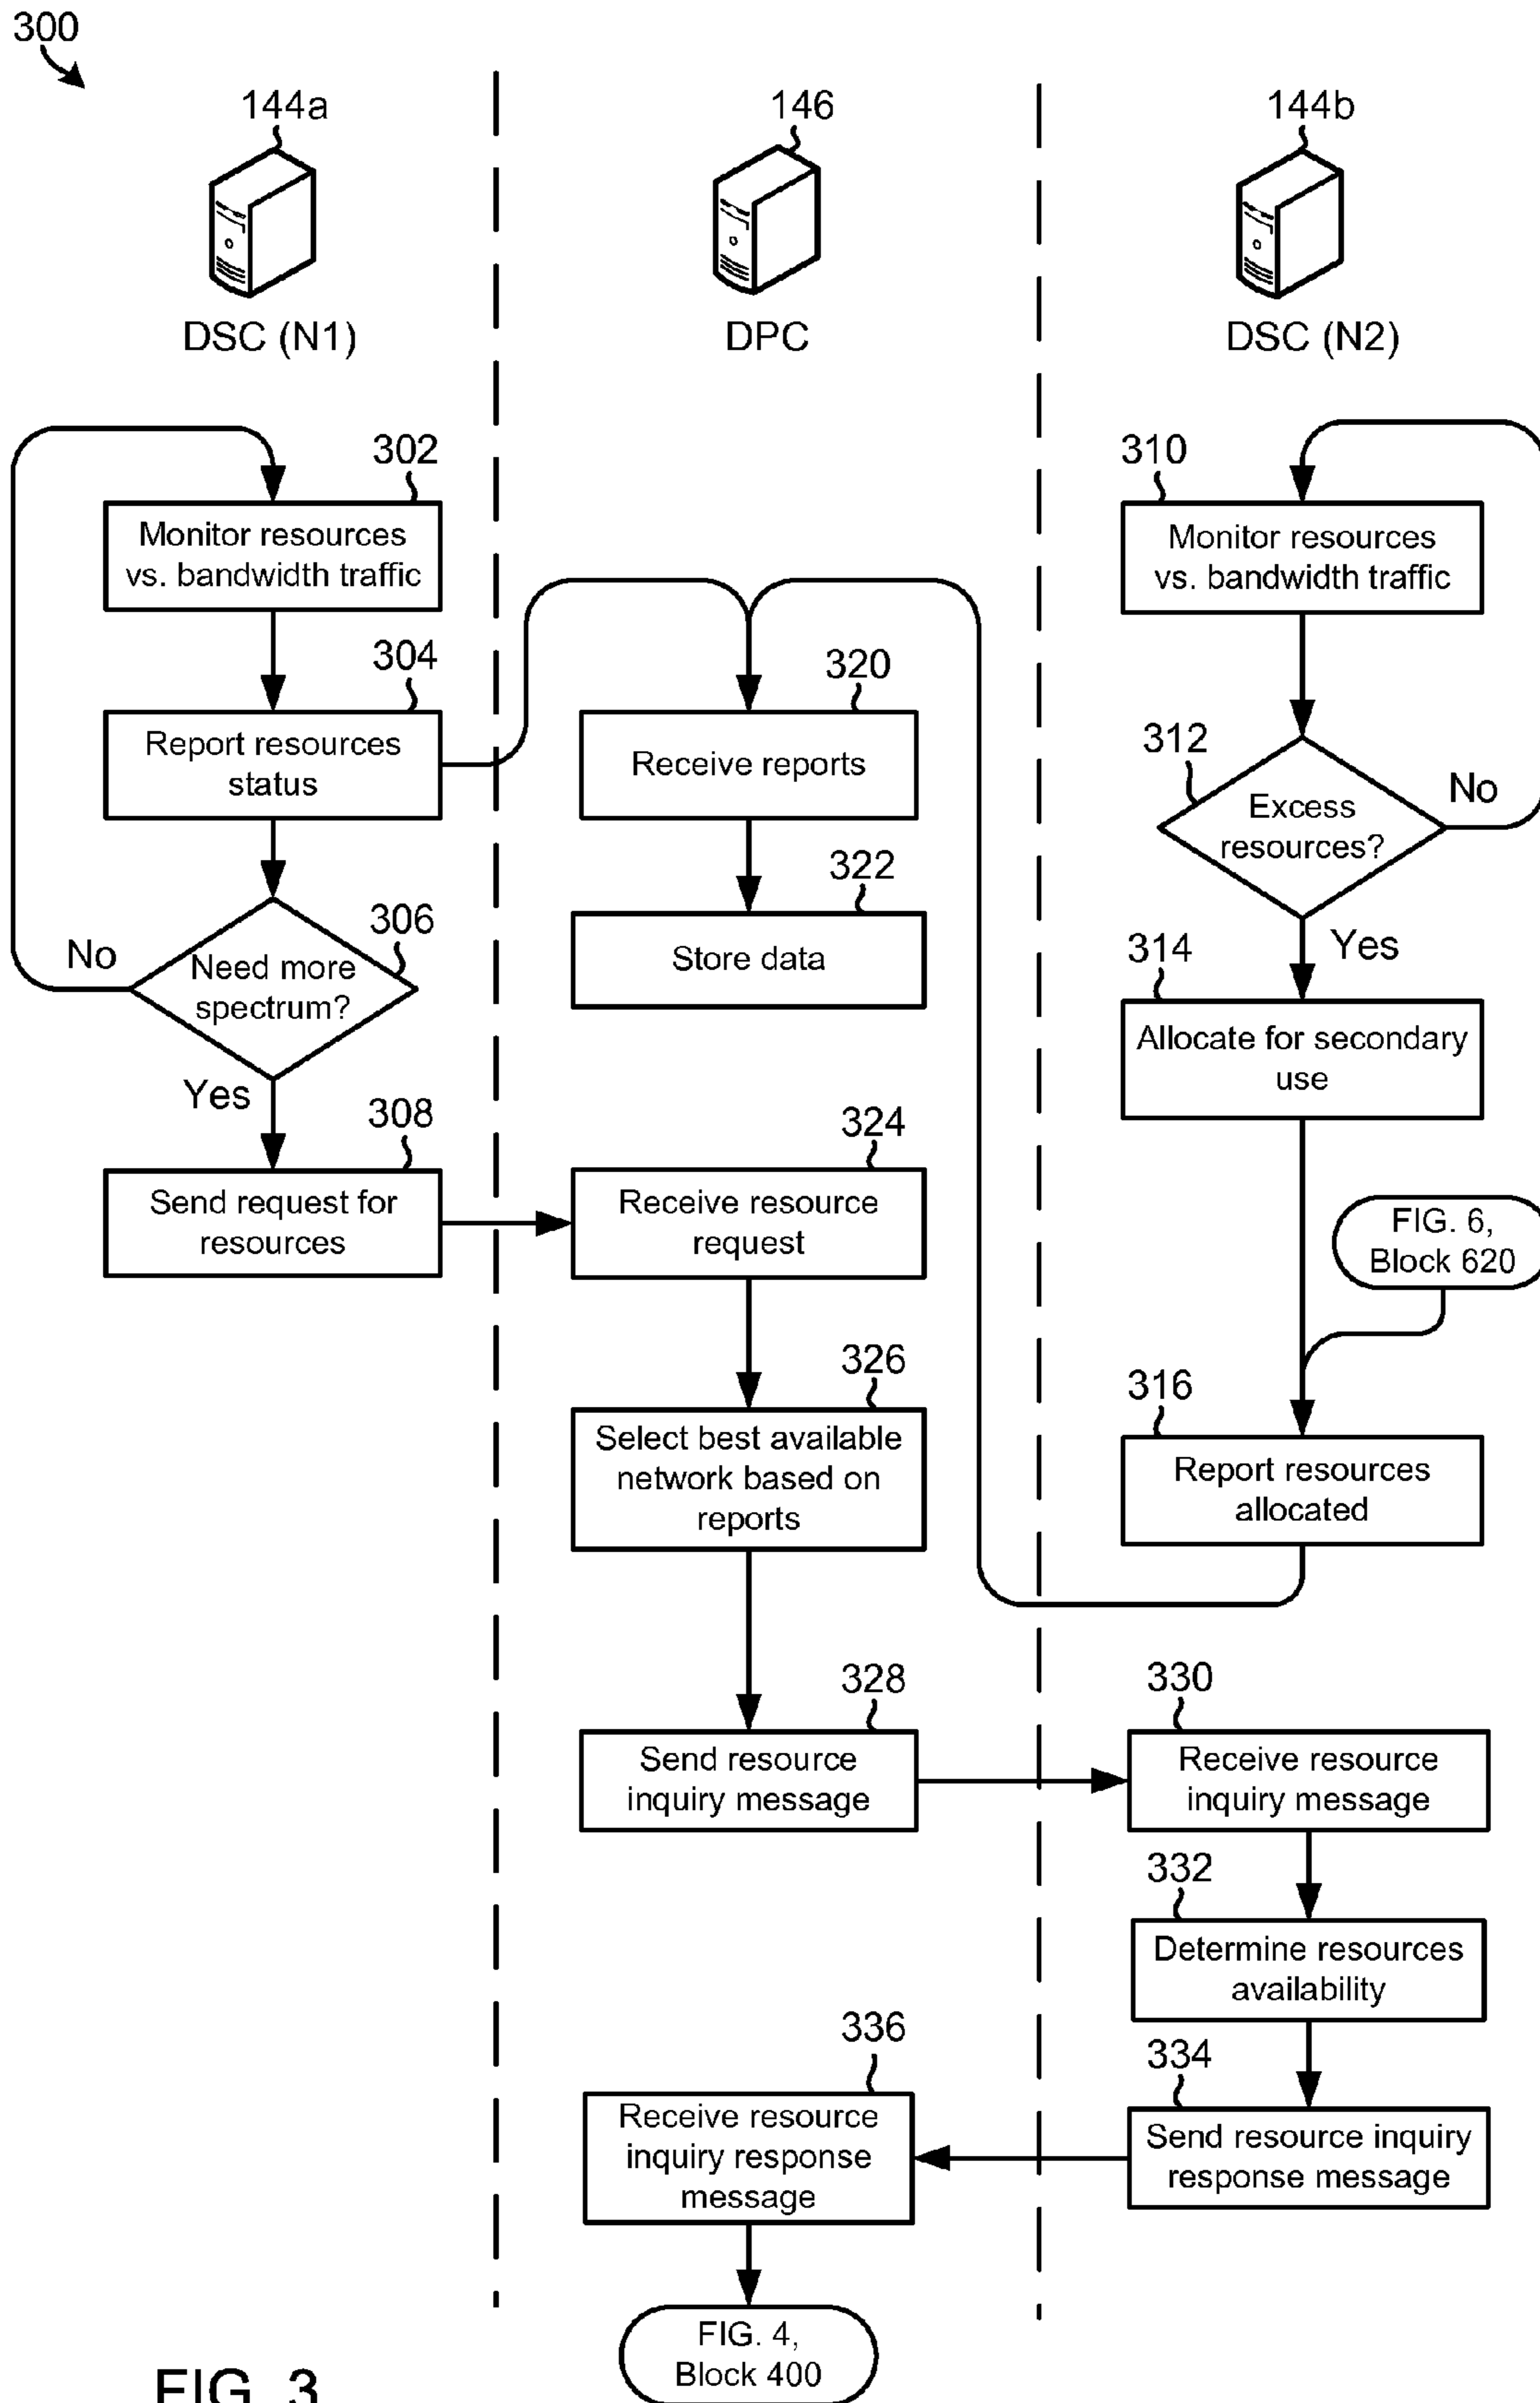 300
144a
146
144b
DSC (N1)
DPC
DSC (N2)
302
Monitor resources
vs. bandwidth traffic
304
Report resources
status
306
Need more
spectrum?
No
Yes
308
Send request for
resources
320
Receive reports
322
Store data
324
Receive resource
request
326
Select best available
network based on
reports
328
Send resource
inquiry message
336
Receive resource
inquiry response
message
FIG. 4,
Block 400
310
Monitor resources
vs. bandwidth traffic
312
Excess
resources?
No
Yes
314
Allocate for secondary
use
FIG. 6,
Block 620
316
Report resources
allocated
330
Receive resource
inquiry message
332
Determine resources
availability
334
Send resource inquiry
response message
FIG. 3